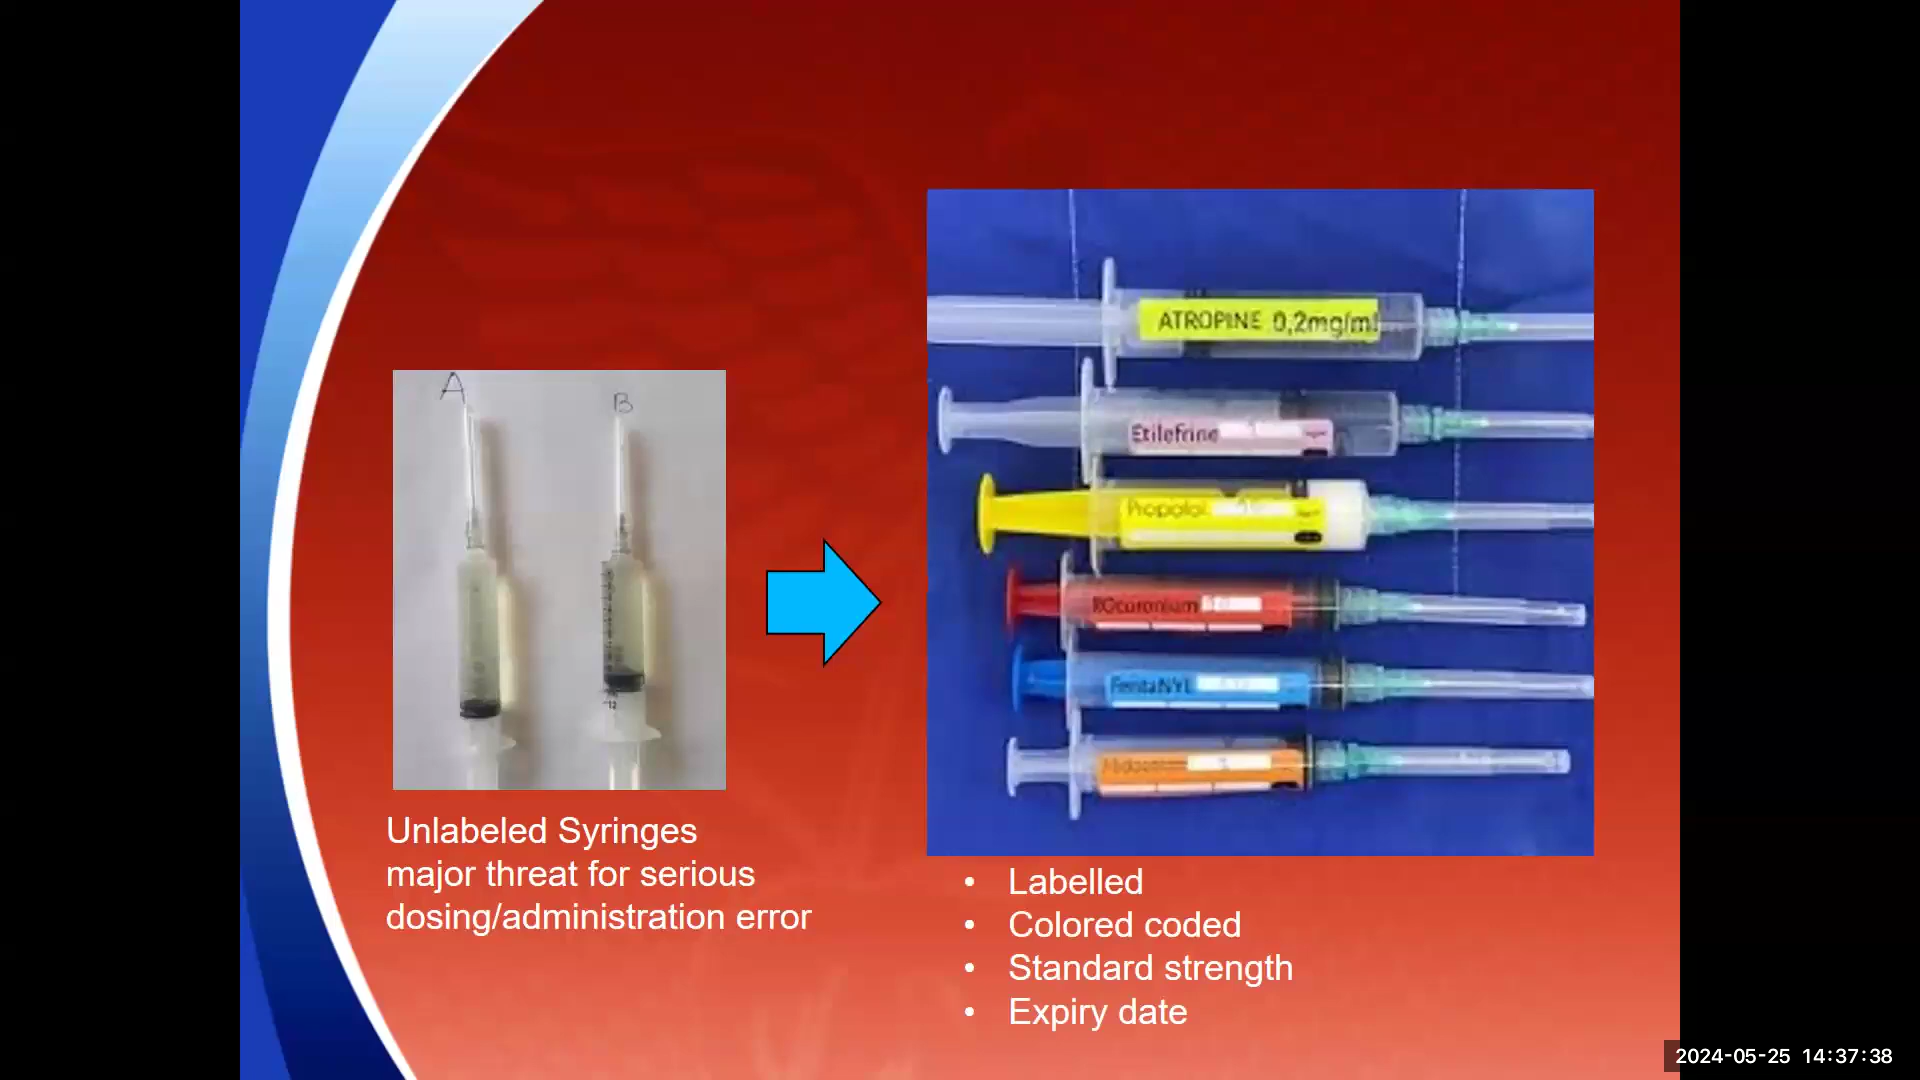 A
B
Unlabeled Syringes
major threat for serious
dosing/administration error
ATROPINE 0,2mg/ml
Etilefrine
Propofol
ROcuronium
FentaNYL
• Labelled
• Colored coded
• Standard strength
• Expiry date
2024-05-25 14:37:38